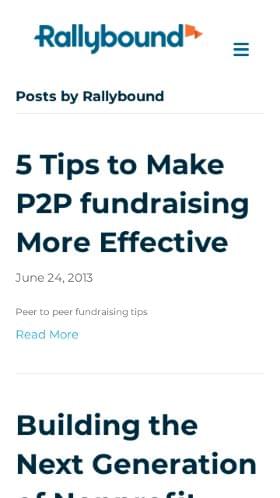 Rallybound
Posts by Rallybound
5 Tips to Make
P2P fundraising
More Effective
June 24, 2013
Peer to peer fundraising tips
Read More
Building the
Next Generation
of Nonprofit